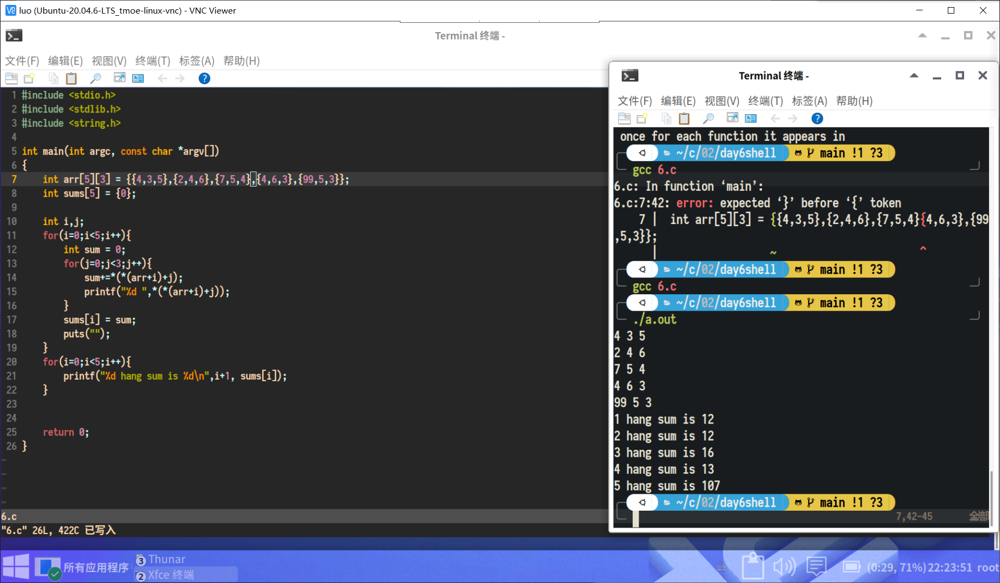 luo (Ubuntu-20.04.6-LTS_tmoe-linux-vnc) - VNC Viewer
Terminal 终端 -
文件(F) 编辑(E) 视图(V) 终端(T) 标签(A) 帮助(H)
1 #include <stdio.h>
2 #include <stdlib.h>
3 #include <string.h>
4
5 int main(int argc, const char *argv[])
6 {
7     int arr[5][3] = {{4,3,5},{2,4,6},{7,5,4},{4,6,3},{99,5,3}};
8     int sums[5] = {0};
9
10     int i,j;
11     for(i=0;i<5;i++){
12         int sum = 0;
13         for(j=0;j<3;j++){
14             sum+=*(*(arr+i)+j);
15             printf("%d ",*(*(arr+i)+j));
16         }
17         sums[i] = sum;
18         puts("");
19     }
20     for(i=0;i<5;i++){
21         printf("%d hang sum is %d\n",i+1, sums[i]);
22     }
23
24
25     return 0;
26 }
~
~
~
~
6.c
7,42-45 全部
"6.c" 26L, 422C 已写入
Terminal 终端 -
文件(F) 编辑(E) 视图(V) 终端(T) 标签(A) 帮助(H)
once for each function it appears in
~/c/02/day6shell main !1 ?3
gcc 6.c
6.c: In function ‘main’:
6.c:7:42: error: expected ‘}’ before ‘{’ token
7 |  int arr[5][3] = {{4,3,5},{2,4,6},{7,5,4}{4,6,3},{99
,5,3}};
| ~ ^
~/c/02/day6shell main !1 ?3
gcc 6.c
~/c/02/day6shell main !1 ?3
./a.out
4 3 5
2 4 6
7 5 4
4 6 3
99 5 3
1 hang sum is 12
2 hang sum is 12
3 hang sum is 16
4 hang sum is 13
5 hang sum is 107
~/c/02/day6shell main !1 ?3
所有应用程序
3 Thunar
2 Xfce 终端
(0:29, 71%) 22:23:51 root